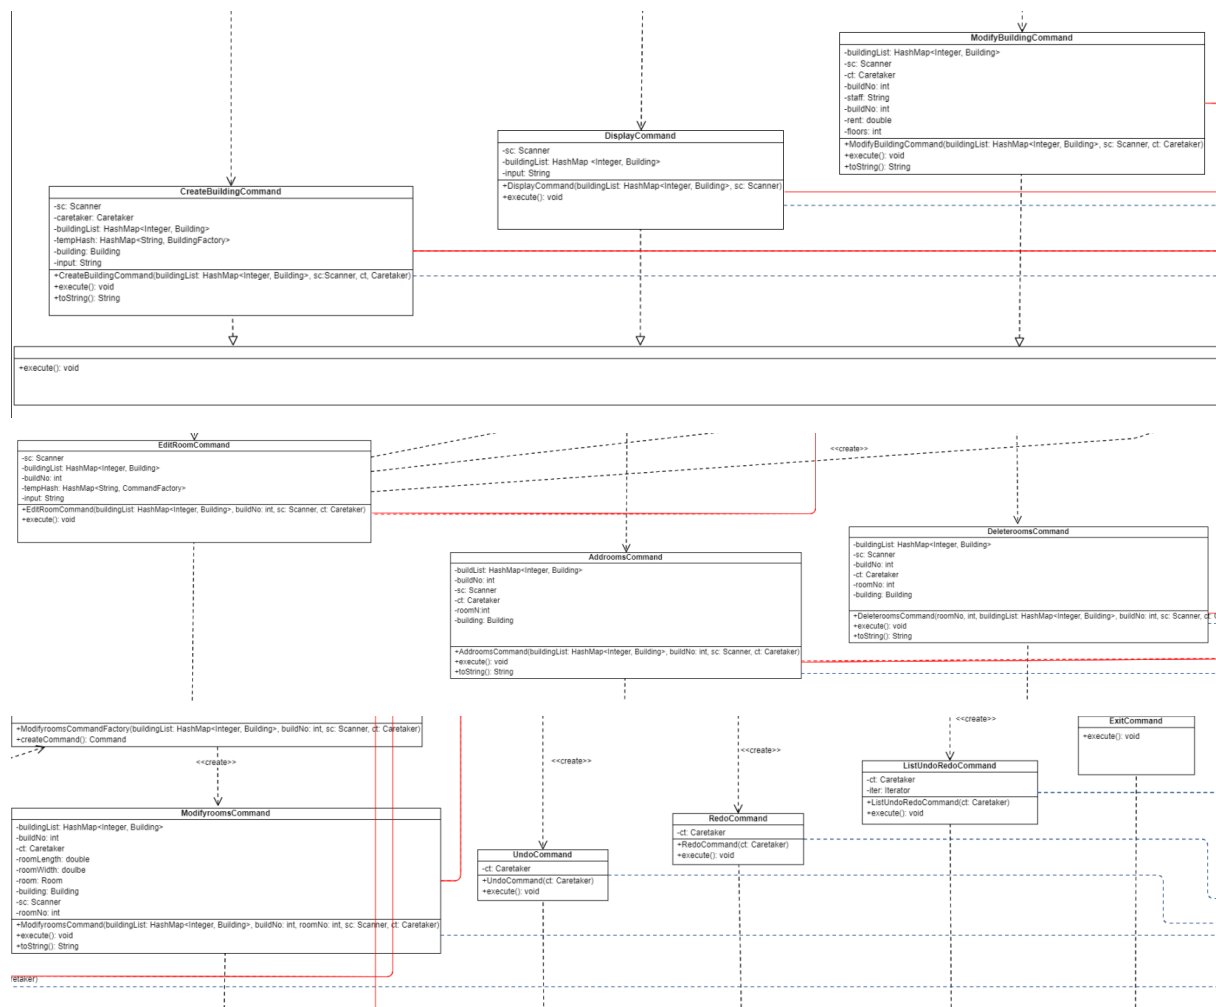 ModifyBuildingCommand
-buildingList: HashMap<Integer, Building>
-sc: Scanner
-ct: Caretaker
-buildNo: int
-staff: String
-buildNo: int
-rent: double
-floors: int
+ModifyBuildingCommand(buildingList: HashMap<Integer, Building>, sc: Scanner, ct: Caretaker)
+execute(): void
+toString(): String
DisplayCommand
-sc: Scanner
-buildingList: HashMap <Integer, Building>
-input: String
+DisplayCommand(buildingList: HashMap<Integer, Building>, sc: Scanner)
+execute(): void
CreateBuildingCommand
-sc: Scanner
-caretaker: Caretaker
-buildingList: HashMap<Integer, Building>
-tempHash: HashMap<String, BuildingFactory>
-building: Building
-input: String
+CreateBuildingCommand(buildingList: HashMap<Integer, Building>, sc:Scanner, ct, Caretaker)
+execute(): void
+toString(): String
+execute(): void
EditRoomCommand
-sc: Scanner
-buildingList: HashMap<Integer, Building>
-buildNo: int
-tempHash: HashMap<String, CommandFactory>
-input: String
+EditRoomCommand(buildingList: HashMap<Integer, Building>, buildNo: int, sc: Scanner, ct: Caretaker)
+execute(): void
<<create>>
AddroomsCommand
-buildList: HashMap<Integer, Building>
-buildNo: int
-sc: Scanner
-ct: Caretaker
-roomN:int
-building: Building
+AddroomsCommand(buildingList: HashMap<Integer, Building>, buildNo: int, sc: Scanner, ct: Caretaker)
+execute(): void
+toString(): String
DeleteroomsCommand
-buildingList: HashMap<Integer, Building>
-sc: Scanner
-buildNo: int
-ct: Caretaker
-roomNo: int
-building: Building
+DeleteroomsCommand(roomNo, int, buildingList: HashMap<Integer, Building>, buildNo: int, sc: Scanner, ct:
+execute(): void
+toString(): String
+ModifyroomsCommandFactory(buildingList: HashMap<Integer, Building>, buildNo: int, sc: Scanner, ct: Caretaker)
+createCommand(): Command
<<create>>
ModifyroomsCommand
-buildingList: HashMap<Integer, Building>
-buildNo: int
-ct: Caretaker
-roomLength: double
-roomWidth: doulbe
-room: Room
-building: Building
-sc: Scanner
-roomNo: int
+ModifyroomsCommand(buildingList: HashMap<Integer, Building>, buildNo: int, roomNo: int, sc: Scanner, ct: Caretaker)
+execute(): void
+toString(): String
retaker)
<<create>>
UndoCommand
-ct: Caretaker
+UndoCommand(ct: Caretaker)
+execute(): void
<<create>>
RedoCommand
-ct: Caretaker
+RedoCommand(ct: Caretaker)
+execute(): void
<<create>>
ListUndoRedoCommand
-ct: Caretaker
-iter: Iterator
+ListUndoRedoCommand(ct: Caretaker)
+execute(): void
ExitCommand
+execute(): void